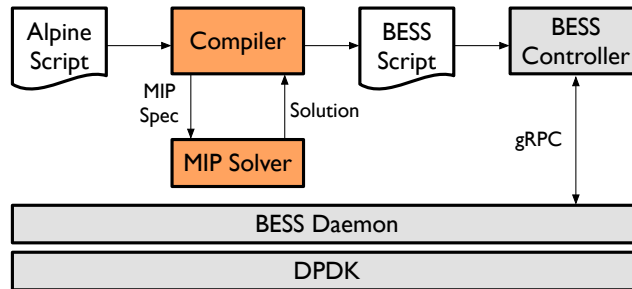 Alpine
Script
Compiler
BESS
Script
BESS
Controller
MIP
Spec
Solution
gRPC
MIP Solver
BESS Daemon
DPDK